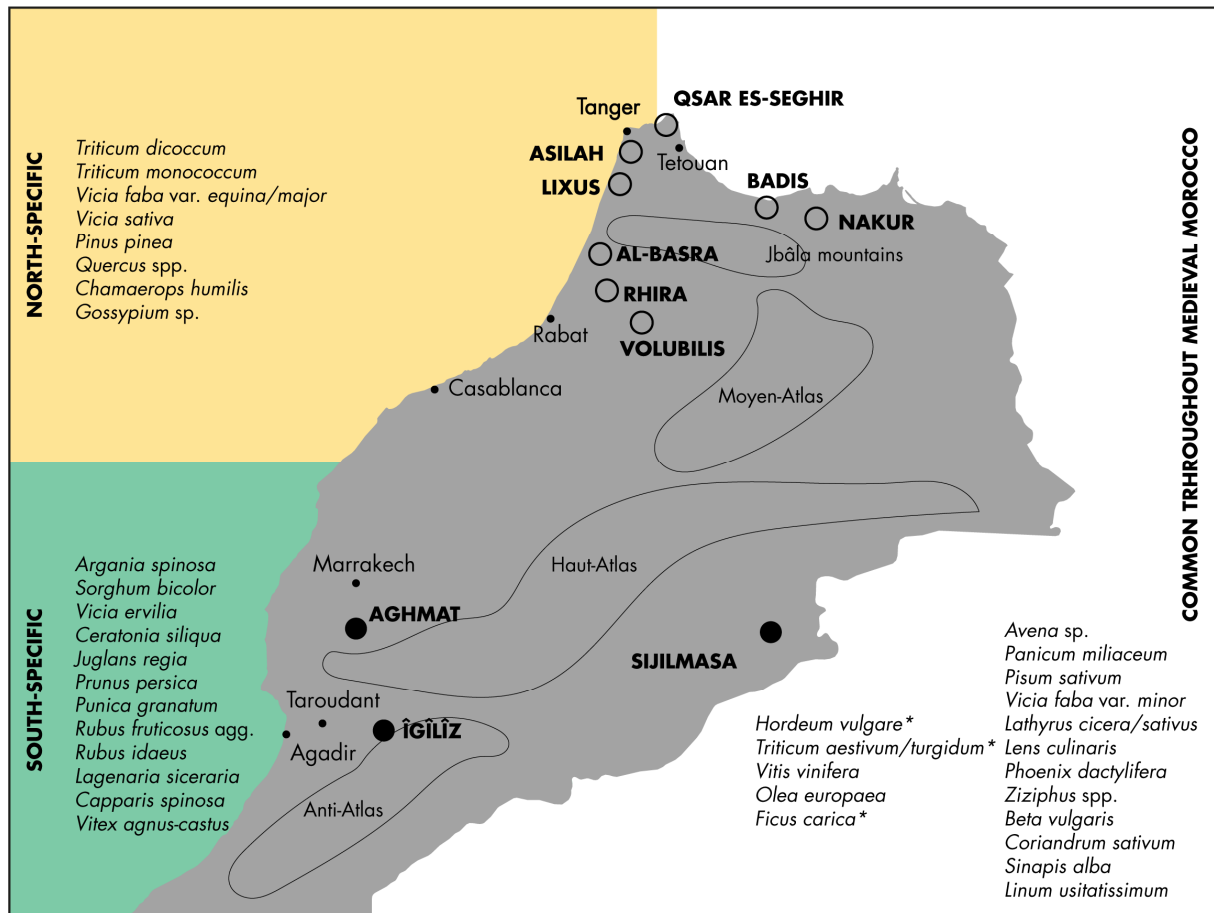 NORTH-SPECIFIC
Triticum dicoccum
Triticum monococcum
Vicia faba var. equina/major
Vicia sativa
Pinus pinea
Quercus spp.
Chamaerops humilis
Gossypium sp.
Tanger
QSAR ES-SEGHIR
ASILAH
Tetouan
LIXUS
BADIS
NAKUR
AL-BASRA
Jbâla mountains
RHIRA
Rabat
VOLUBILIS
Casablanca
Moyen-Atlas
COMMON TRHROUGHOUT MEDIEVAL MOROCCO
SOUTH-SPECIFIC
Argania spinosa
Sorghum bicolor
Vicia ervilia
Ceratonia siliqua
Juglans regia
Prunus persica
Punica granatum
Rubus fruticosus agg.
Rubus idaeus
Lagenaria siceraria
Capparis spinosa
Vitex agnus-castus
Marrakech
Haut-Atlas
AGHMAT
SIJILMASA
Taroudant
ÎGÎLÎZ
Agadir
Anti-Atlas
Hordeum vulgare*
Triticum aestivum/turgidum*
Vitis vinifera
Olea europaea
Ficus carica*
Avena sp.
Panicum miliaceum
Pisum sativum
Vicia faba var. minor
Lathyrus cicera/sativus
Lens culinaris
Phoenix dactylifera
Ziziphus spp.
Beta vulgaris
Coriandrum sativum
Sinapis alba
Linum usitatissimum